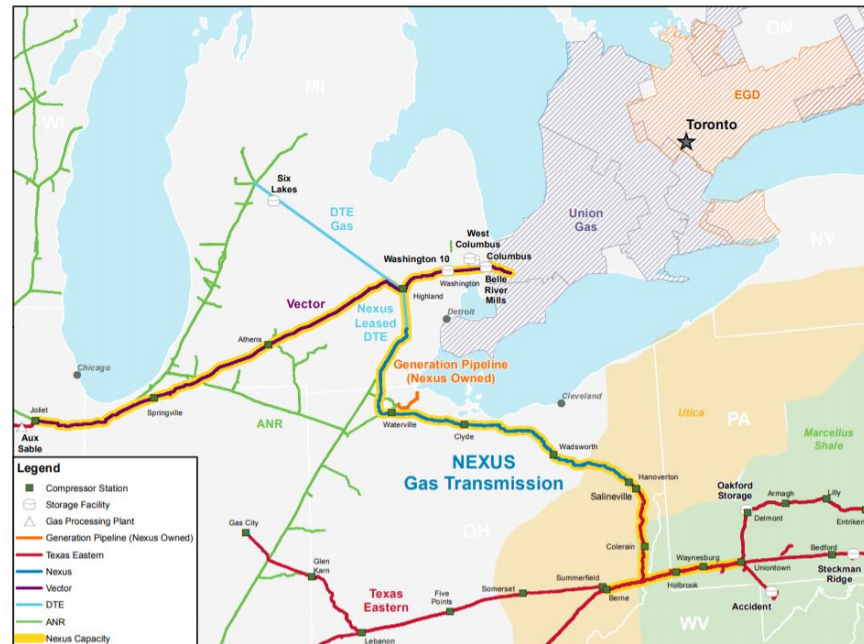 ON
MI
WI
EGD
Toronto
Six
Lakes
DTE
Gas
Union
Gas
West
Columbus
Columbus
Washington 10
Washington
Belle
River
Mills
NY
Highland
Vector
Nexus
Leased
DTE
Detroit
Athens
Generation Pipeline
(Nexus Owned)
Chicago
Cleveland
Springville
Joliet
Aux
Sable
ANR
Waterville
Clyde
Wadsworth
Utica
PA
Marcellus
Shale
NEXUS
Gas Transmission
Hanoverton
Salineville
Oakford
Storage
Armagh
Lilly
Delmont
Entriken
Gas City
OH
Colerain
Waynesburg
Bedford
Uniontown
Steckman
Ridge
Glen
Karn
Summerfield
Berne
Holbrook
Somerset
Five
Points
Texas
Eastern
Lebanon
Accident
WV
Legend
Compressor Station
Storage Facility
Gas Processing Plant
Generation Pipeline (Nexus Owned)
Texas Eastern
Nexus
Vector
DTE
ANR
Nexus Capacity